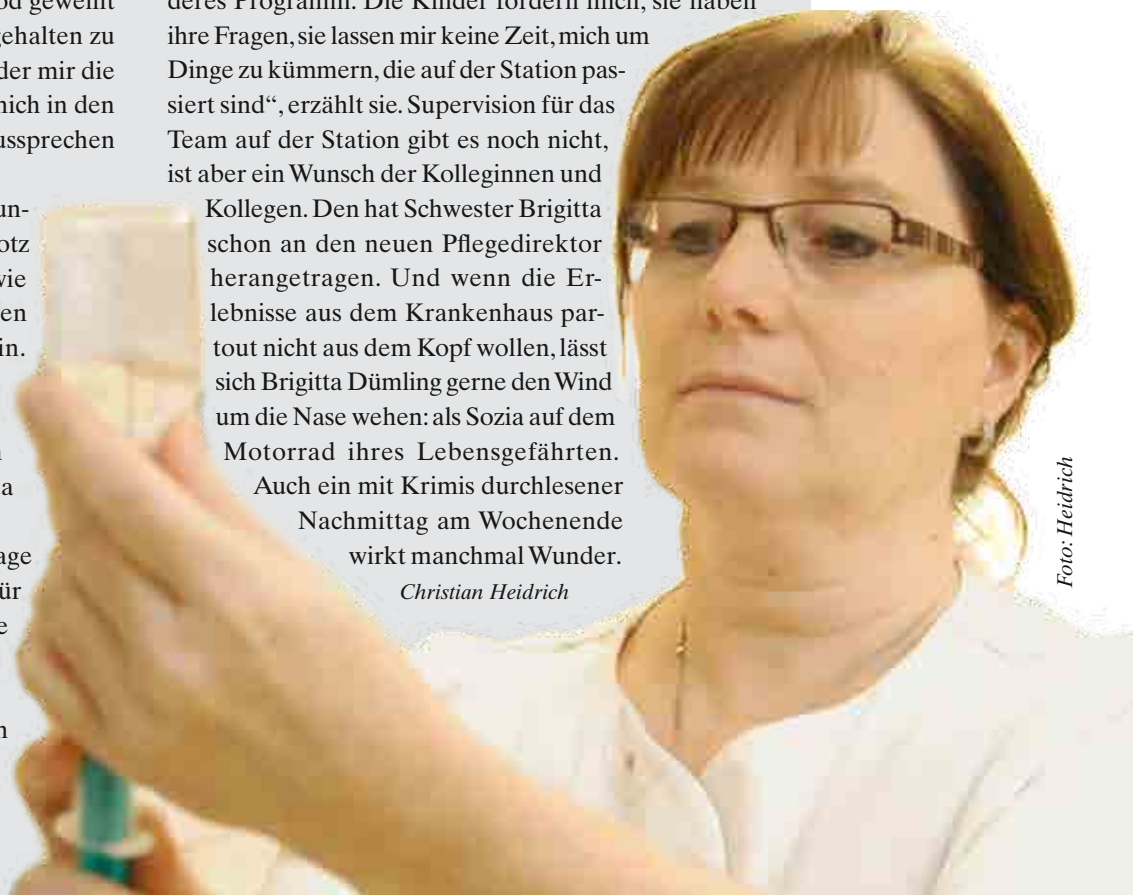 od geweint
gehalten zu
der mir die
mich in den
ussprechen
un-
otz
wie
en
in.
a
age
ür
e
n
deres Programm. Die Kinder fordern mich, sie haben
ihre Fragen, sie lassen mir keine Zeit, mich um
Dinge zu kümmern, die auf der Station pas-
siert sind“, erzählt sie. Supervision für das
Team auf der Station gibt es noch nicht,
ist aber ein Wunsch der Kolleginnen und
Kollegen. Den hat Schwester Brigitta
schon an den neuen Pflegedirektor
herangetragen. Und wenn die Er-
lebnisse aus dem Krankenhaus par-
tout nicht aus dem Kopf wollen, lässt
sich Brigitta Dümling gerne den Wind
um die Nase wehen: als Sozia auf dem
Motorrad ihres Lebensgefährten.
Auch ein mit Krimis durchlesener
Nachmittag am Wochenende
wirkt manchmal Wunder.
Christian Heidrich
Foto: Heidrich